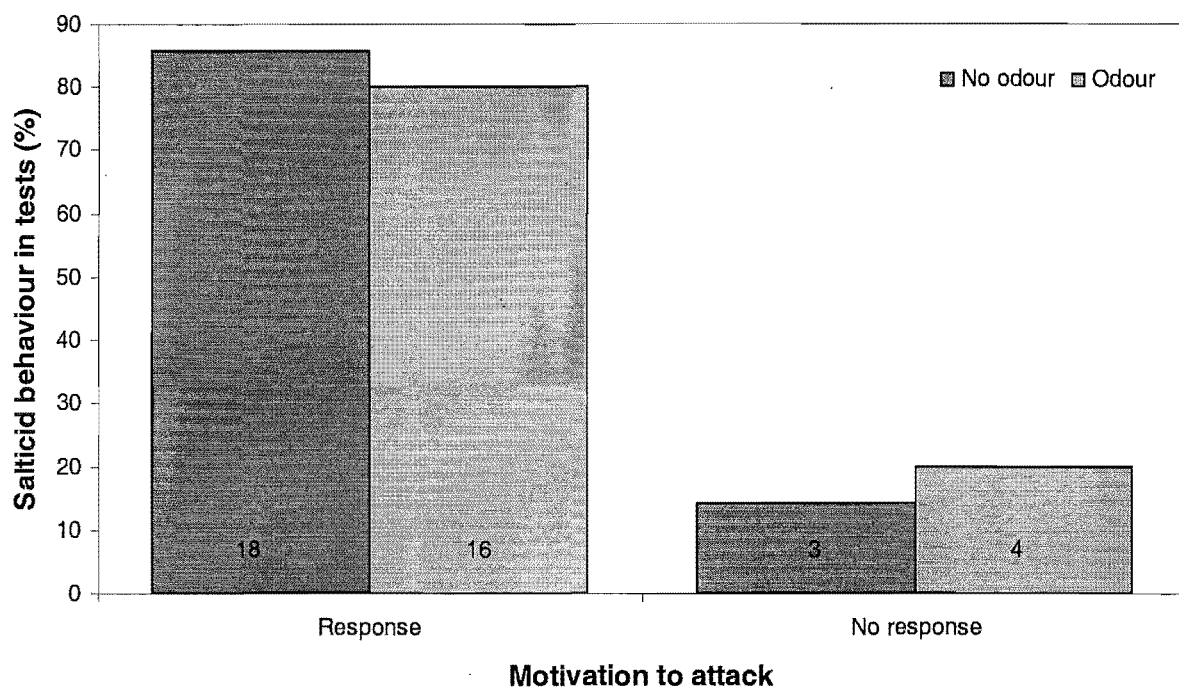 Salticid behaviour in tests (%)
90
80
70
60
50
40
30
20
10
0
No odour Odour
18 16 3 4
Response No response
Motivation to attack